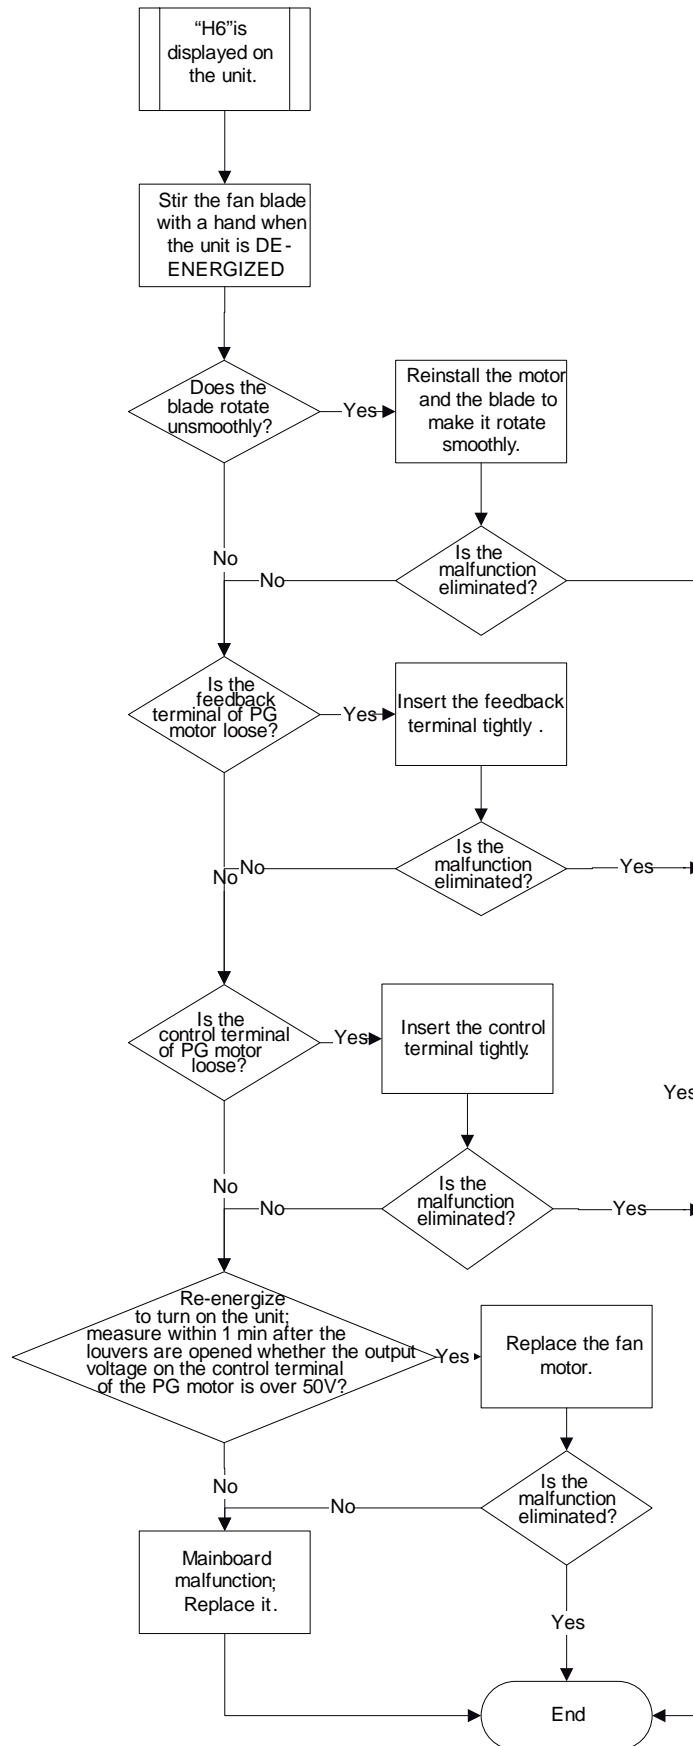 “H6”is
displayed on
the unit.
Stir the fan blade
with a hand when
the unit is DE-
ENERGIZED
Does the
blade rotate
unsmoothly?
Yes
Reinstall the motor
and the blade to
make it rotate
smoothly.
No
No
Is the
malfunction
eliminated?
Is the
feedback
terminal of PG
motor loose?
Yes
Insert the feedback
terminal tightly .
No
No
Is the
malfunction
eliminated?
Yes
Is the
control terminal
of PG motor
loose?
Yes
Insert the control
terminal tightly.
Yes
No
No
Is the
malfunction
eliminated?
Yes
Re-energize
to turn on the unit;
measure within 1 min after the
louvers are opened whether the output
voltage on the control terminal
of the PG motor is over 50V?
Yes
Replace the fan
motor.
No
No
Is the
malfunction
eliminated?
Mainboard
malfunction;
Replace it.
Yes
End